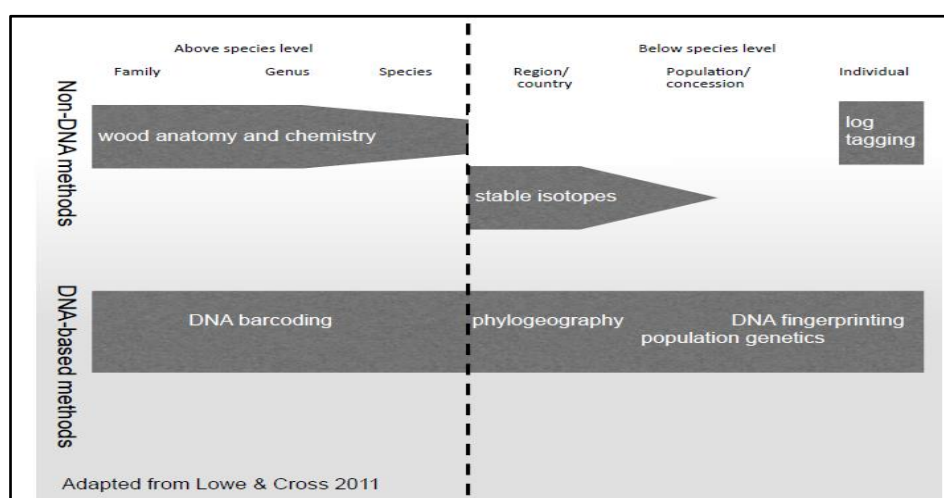 Above species level
Below species level
Family
Genus
Species
Region/
country
Population/
concession
Individual
Non-DNA methods
wood anatomy and chemistry
log
tagging
stable isotopes
DNA-based methods
DNA barcoding
phylogeography
DNA fingerprinting
population genetics
Adapted from Lowe & Cross 2011